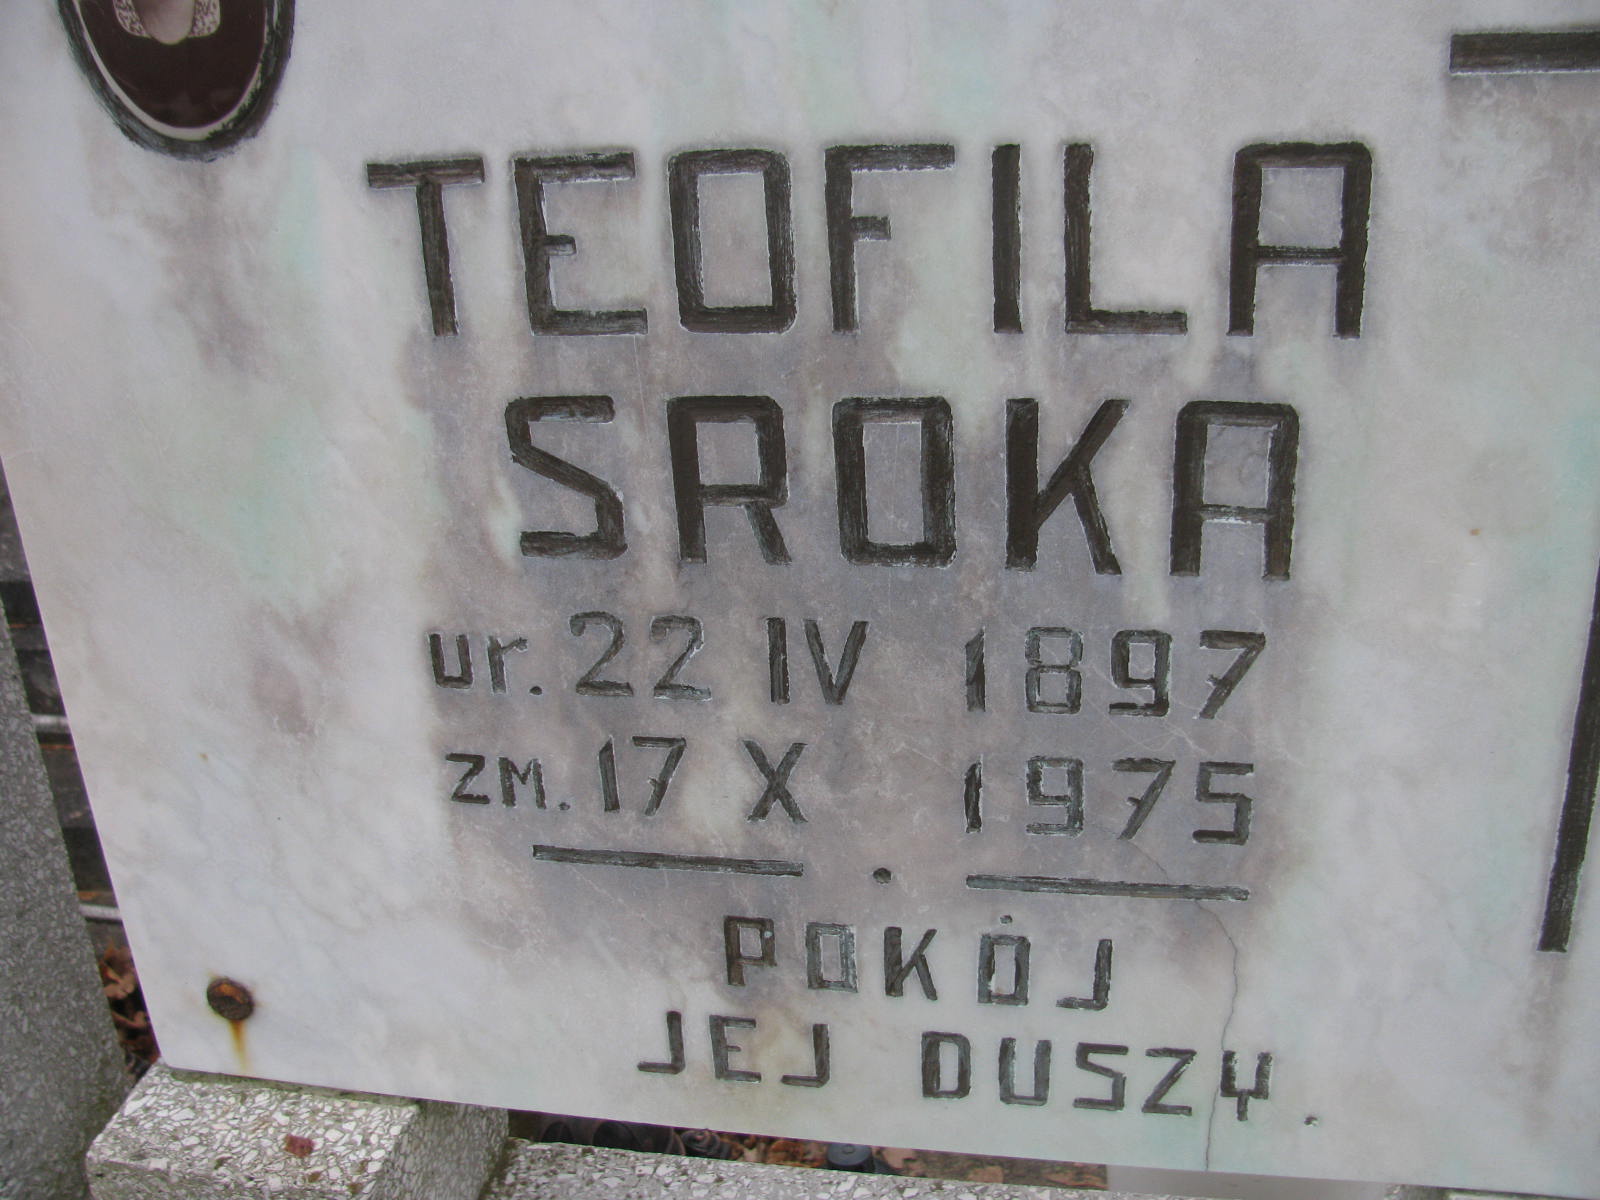 TEOFILA
SROKA
ur. 22 IV 1897
zm. 17 X 1975
POKÓJ
JEJ DUSZY.